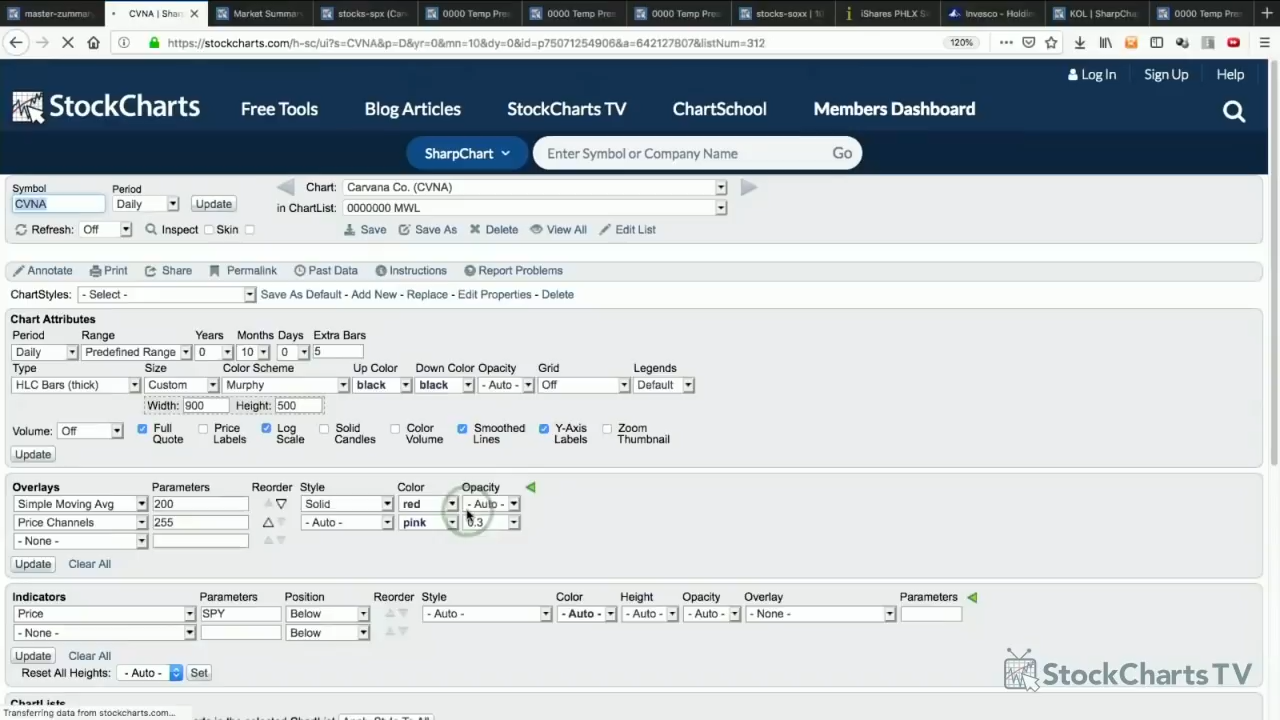 master-zummar CVNA | Shar Market Summar stocks-spx (Car 0000 Temp Pres 0000 Temp Pre 0000 Temp Pres stocks-soxx | 10 iShares PHLX S Invesco - Holdin KOL | SharpCha 0000 Temp Pre
https://stockcharts.com/h-sc/ui?s=CVNA&p=D&yr=0&mn=10&dy=0&id=p75071254906&a=642127807&listNum=312 120%
Log In Sign Up Help
StockCharts Free Tools Blog Articles StockCharts TV ChartSchool Members Dashboard
SharpChart Enter Symbol or Company Name Go
Symbol Period Chart: Carvana Co. (CVNA)
CVNA Daily Update in ChartList: 0000000 MWL
Refresh: Off Inspect Skin Save Save As Delete View All Edit List
Annotate Print Share Permalink Past Data Instructions Report Problems
ChartStyles: - Select - Save As Default - Add New - Replace - Edit Properties - Delete
Chart Attributes
Period Range Years Months Days Extra Bars
Daily Predefined Range 0 10 0 5
Type Size Color Scheme Up Color Down Color Opacity Grid Legends
HLC Bars (thick) Custom Murphy black black - Auto - Off Default
Width: 900 Height: 500
Volume: Off Full Quote Price Labels Log Scale Solid Candles Color Volume Smoothed Lines Y-Axis Labels Zoom Thumbnail
Update
Overlays Parameters Reorder Style Color Opacity
Simple Moving Avg 200 Solid red - Auto -
Price Channels 255 - Auto - pink 0.3
- None -
Update Clear All
Indicators Parameters Position Reorder Style Color Height Opacity Overlay Parameters
Price SPY Below - Auto - - Auto - - Auto - - Auto - - None -
- None - Below
Update Clear All
Reset All Heights: - Auto - Set
StockCharts TV
ChartLists
Transferring data from stockcharts.com...